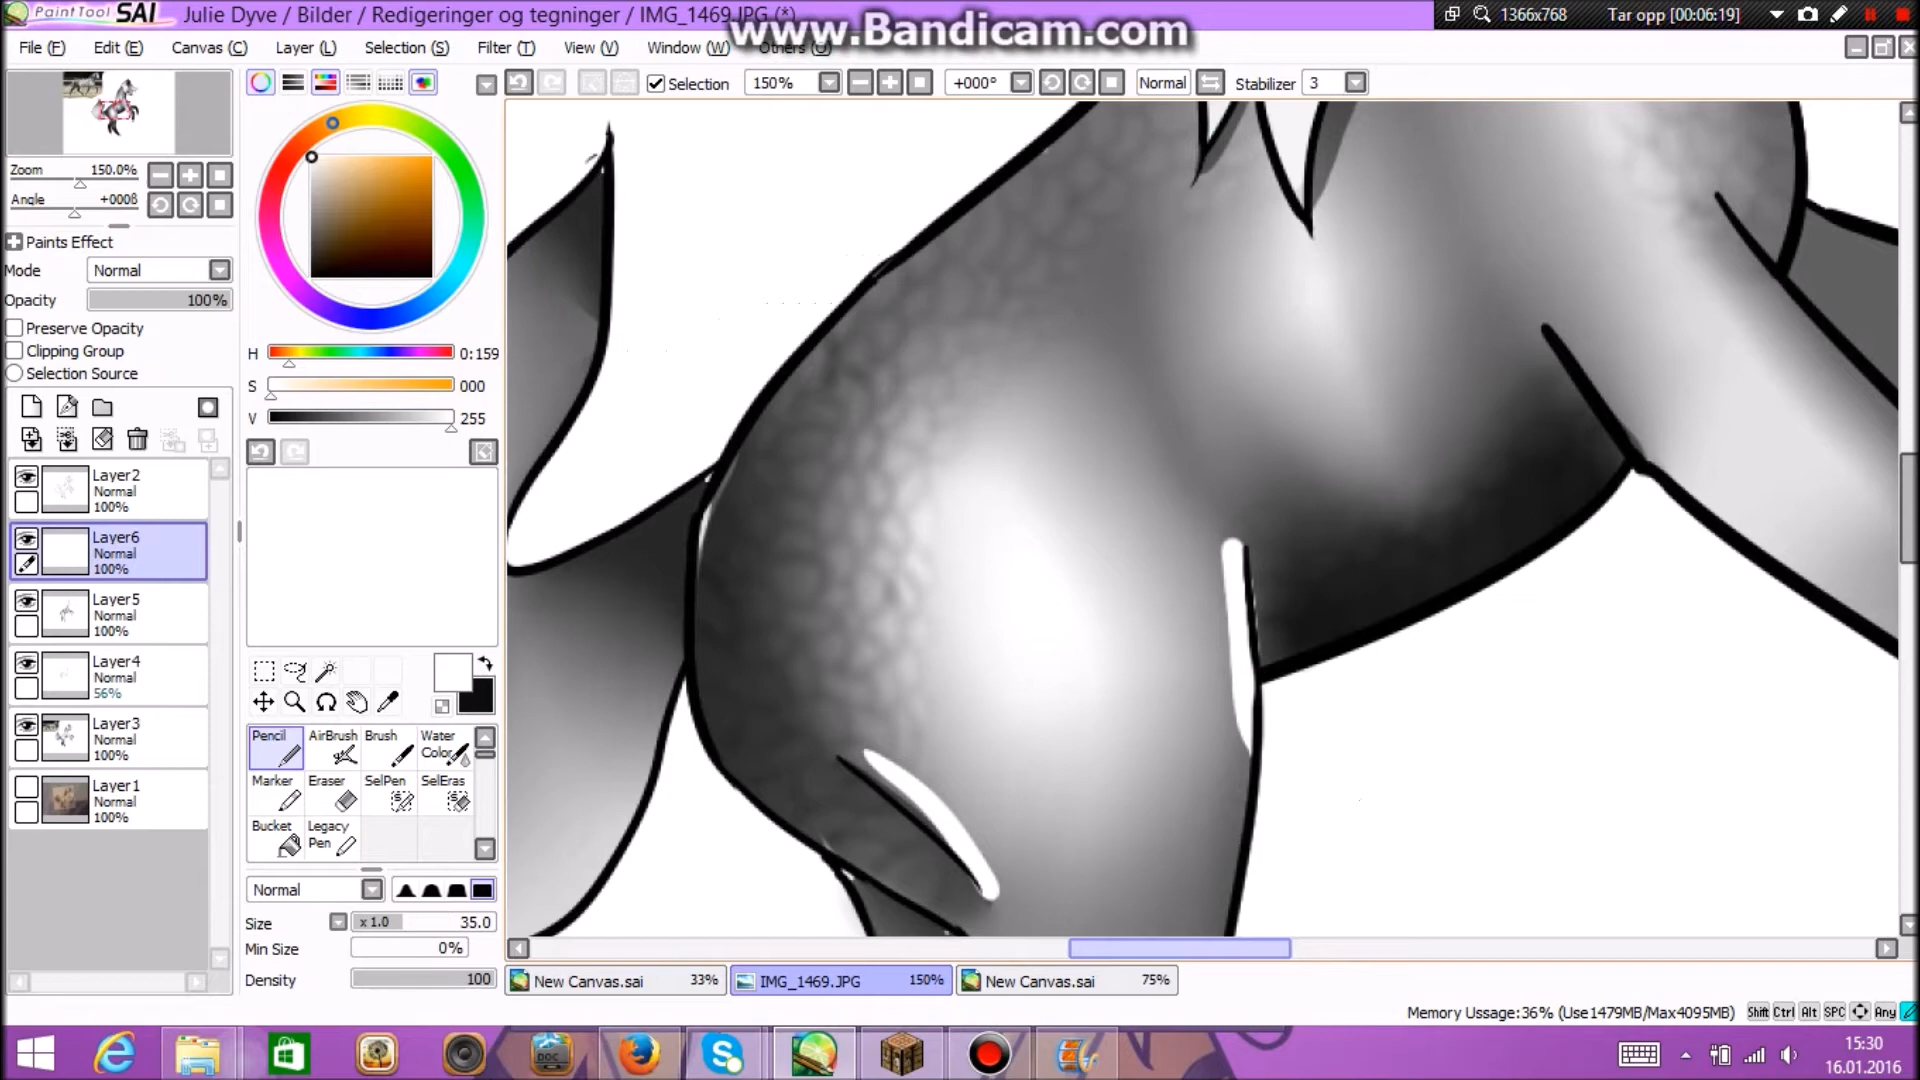 PaintTool SAI Julie Dyve / Bilder / Redigeringer og tegninger / IMG_1469.JPG (*)
www.Bandicam.com
1366x768 Tar opp [00:06:19]
File (F) Edit (E) Canvas (C) Layer (L) Selection (S) Filter (T) View (V) Window (W) Others (O)
Selection 150% +000° Normal Stabilizer 3
Zoom 150.0%
Angle +000ß
Paints Effect
Mode Normal
Opacity 100%
Preserve Opacity
Clipping Group
Selection Source
H 0:159
S 000
V 255
Layer2
Normal
100%
Layer6
Normal
100%
Layer5
Normal
100%
Layer4
Normal
56%
Layer3
Normal
100%
Layer1
Normal
100%
Pencil AirBrush Brush Water Color
Marker Eraser SelPen SelEras
Bucket Legacy Pen
Normal
Size x 1.0 35.0
Min Size 0%
Density 100
New Canvas.sai 33% IMG_1469.JPG 150% New Canvas.sai 75%
Memory Ussage:36% (Use1479MB/Max4095MB) Shift Ctrl Alt SPC Any
DOC
15:30
16.01.2016